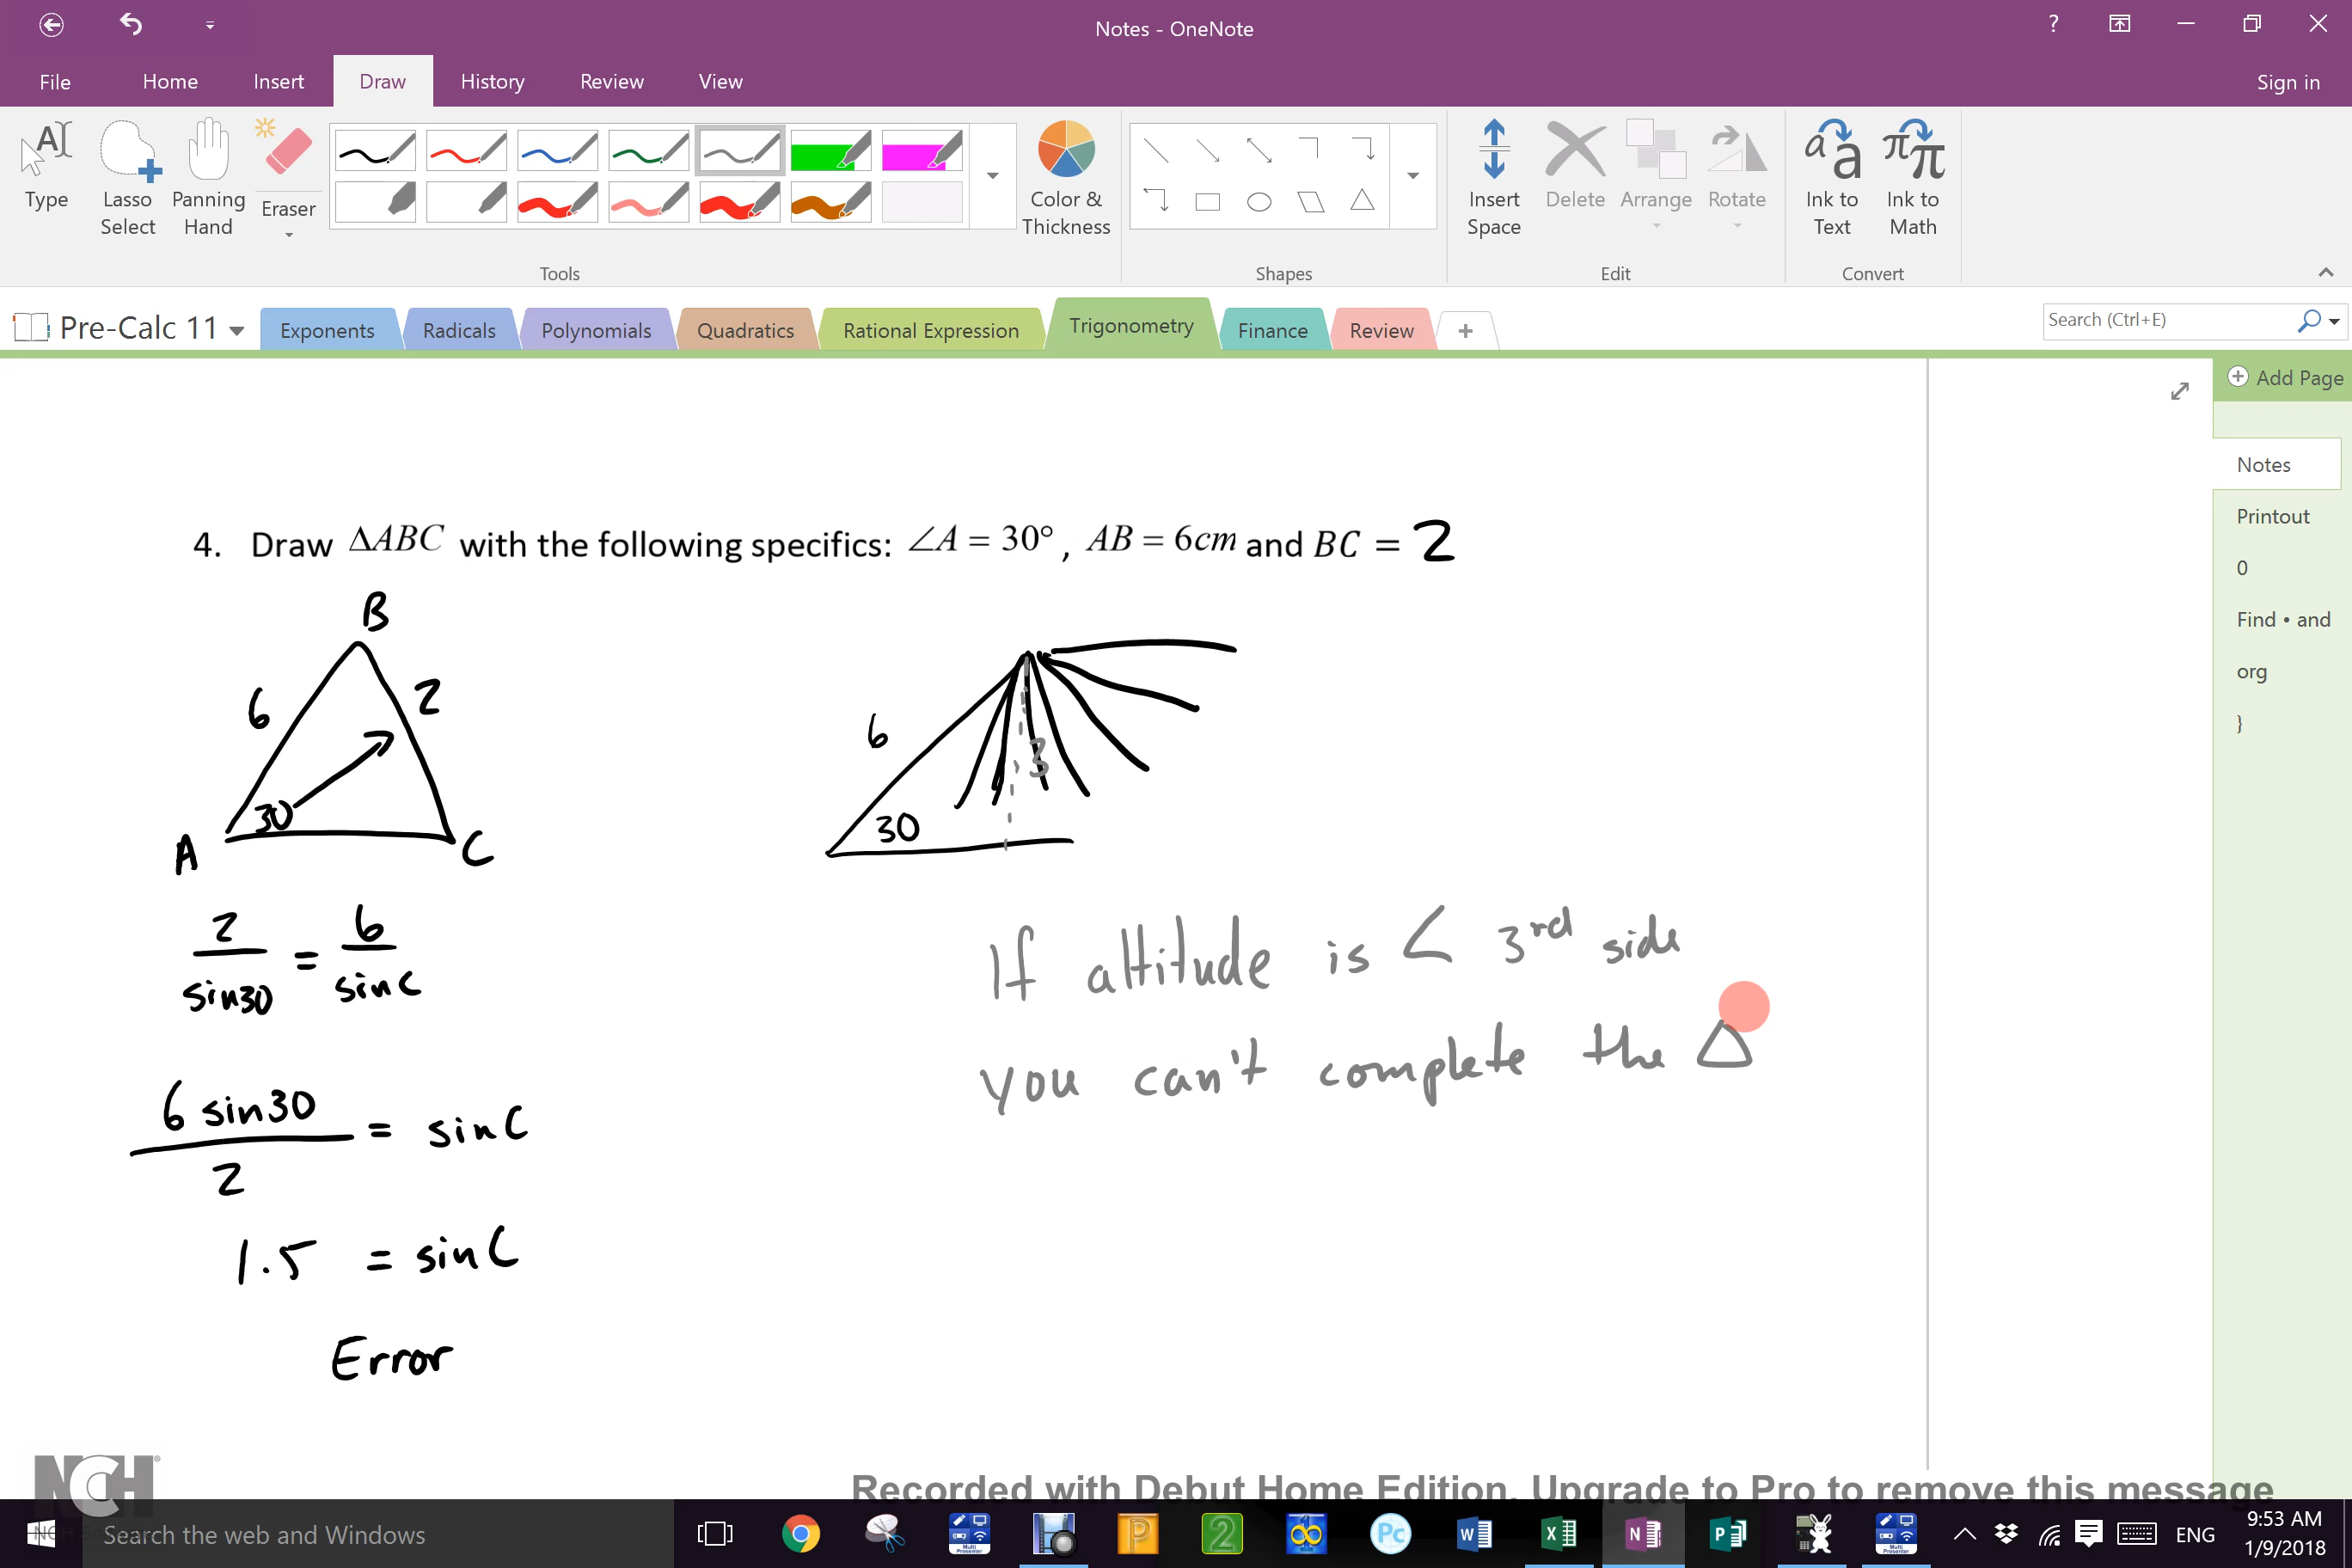 Notes - OneNote
?
File Home Insert Draw History Review View Sign in
Type
Lasso Select
Panning Hand
Eraser
Color & Thickness
Insert Space
Delete
Arrange
Rotate
Ink to Text
Ink to Math
Tools Shapes Edit Convert
Pre-Calc 11 Exponents Radicals Polynomials Quadratics Rational Expression Trigonometry Finance Review +
Search (Ctrl+E)
Add Page
Notes
Printout
0
Find • and
org
}
4. Draw ΔABC with the following specifics: ∠A = 30°, AB = 6cm and BC = 2
B
6 2
30
A C
6
3
30
2/sin30 = 6/sinC
6 sin30/2 = sinC
1.5 = sinC
Error
If altitude is < 3rd side
you can't complete the Δ
NCH
Recorded with Debut Home Edition. Upgrade to Pro to remove this message
Search the web and Windows
ENG
9:53 AM
1/9/2018